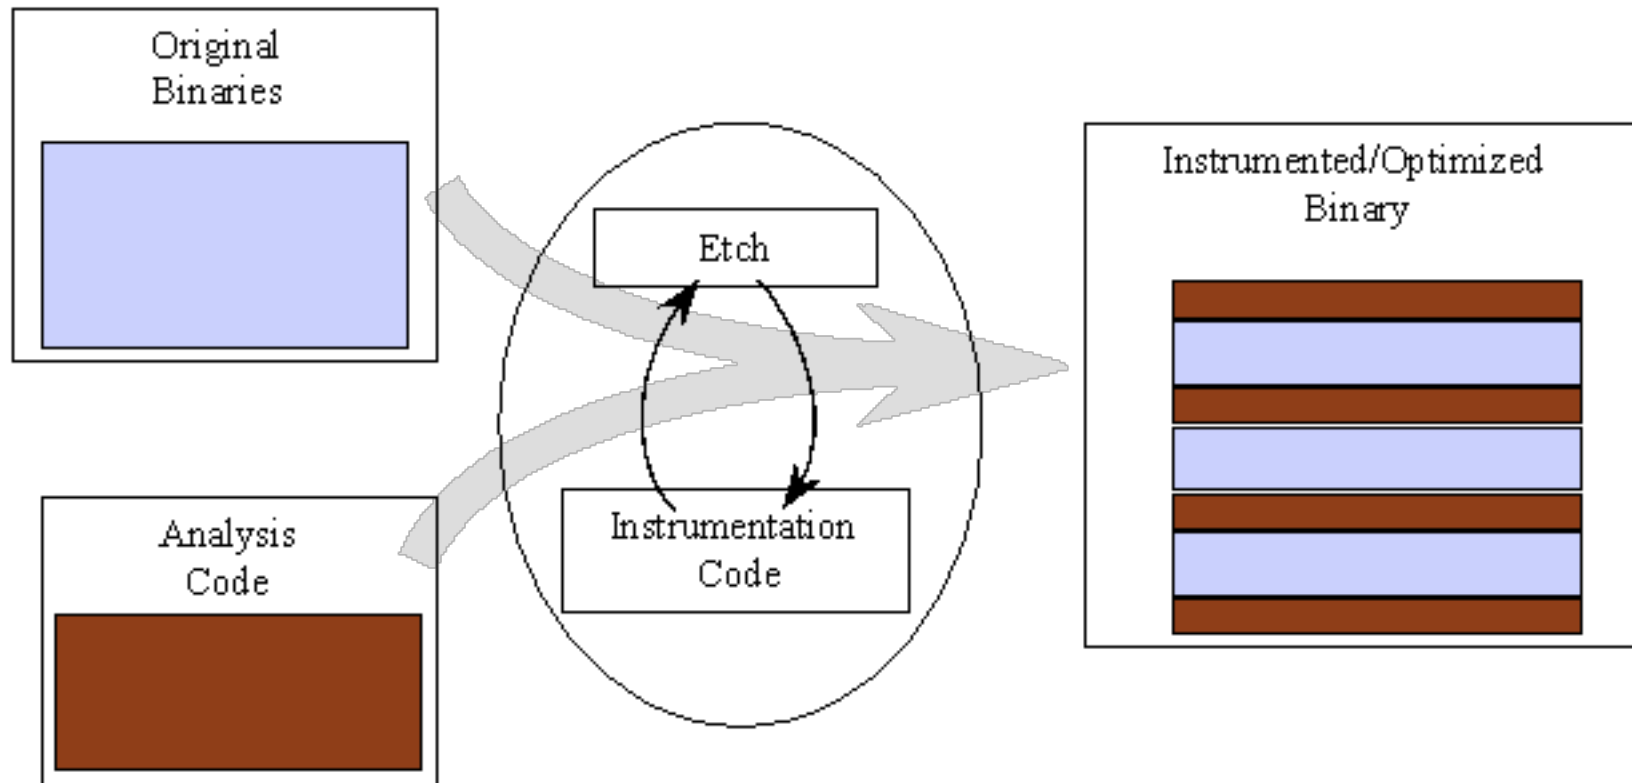 Original
Binaries
Etch
Instrumented/Optimized
Binary
Analysis
Code
Instrumentation
Code